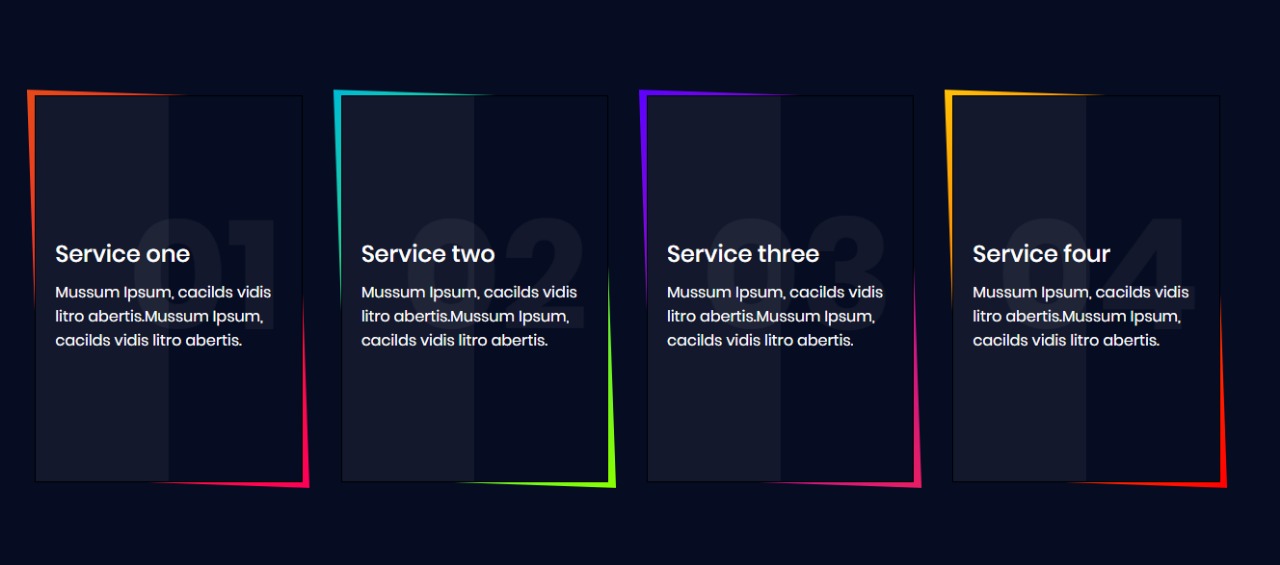 01
Service one
Mussum Ipsum, cacilds vidis
litro abertis.Mussum Ipsum,
cacilds vidis litro abertis.
02
Service two
Mussum Ipsum, cacilds vidis
litro abertis.Mussum Ipsum,
cacilds vidis litro abertis.
03
Service three
Mussum Ipsum, cacilds vidis
litro abertis.Mussum Ipsum,
cacilds vidis litro abertis.
04
Service four
Mussum Ipsum, cacilds vidis
litro abertis.Mussum Ipsum,
cacilds vidis litro abertis.